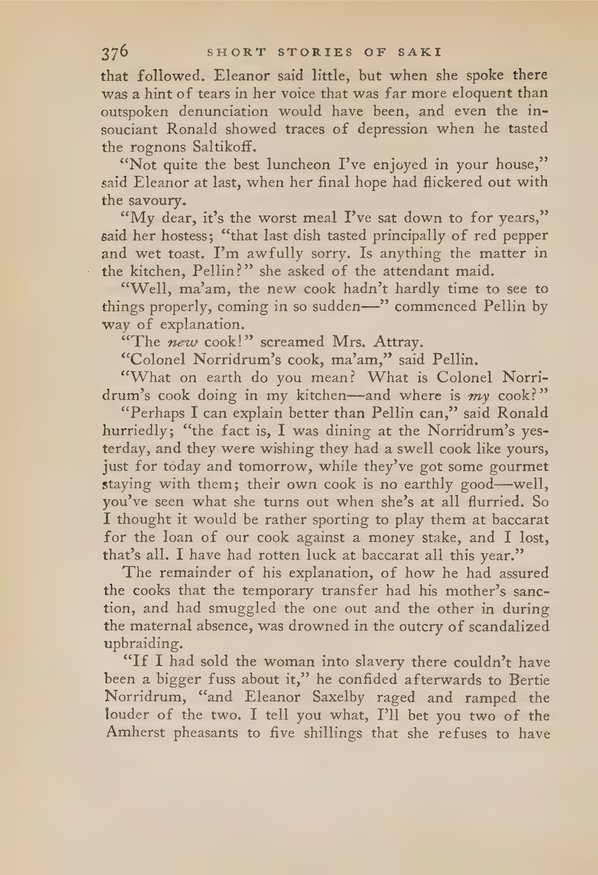 376 SHORT STORIES OF SAKI
that followed. Eleanor said little, but when she spoke there
was a hint of tears in her voice that was far more eloquent than
outspoken denunciation would have been, and even the in-
souciant Ronald showed traces of depression when he tasted
the rognons Saltikoff.
“Not quite the best luncheon I’ve enjoyed in your house,”
said Eleanor at last, when her final hope had flickered out with
the savoury.
“My dear, it’s the worst meal I’ve sat down to for years,”
said her hostess; “that last dish tasted principally of red pepper
and wet toast. I’m awfully sorry. Is anything the matter in
the kitchen, Pellin?” she asked of the attendant maid.
“Well, ma’am, the new cook hadn’t hardly time to see to
things properly, coming in so sudden—” commenced Pellin by
way of explanation.
“The new cook!” screamed Mrs. Attray.
“Colonel Norridrum’s cook, ma’am,” said Pellin.
“What on earth do you mean? What is Colonel Norri-
drum’s cook doing in my kitchen—and where is my cook?”
“Perhaps I can explain better than Pellin can,” said Ronald
hurriedly; “the fact is, I was dining at the Norridrum’s yes-
terday, and they were wishing they had a swell cook like yours,
just for today and tomorrow, while they’ve got some gourmet
staying with them; their own cook is no earthly good—well,
you’ve seen what she turns out when she’s at all flurried. So
I thought it would be rather sporting to play them at baccarat
for the loan of our cook against a money stake, and I lost,
that’s all. I have had rotten luck at baccarat all this year.”
The remainder of his explanation, of how he had assured
the cooks that the temporary transfer had his mother’s sanc-
tion, and had smuggled the one out and the other in during
the maternal absence, was drowned in the outcry of scandalized
upbraiding.
“If I had sold the woman into slavery there couldn’t have
been a bigger fuss about it,” he confided afterwards to Bertie
Norridrum, “and Eleanor Saxelby raged and ramped the
louder of the two. I tell you what, I’ll bet you two of the
Amherst pheasants to five shillings that she refuses to have